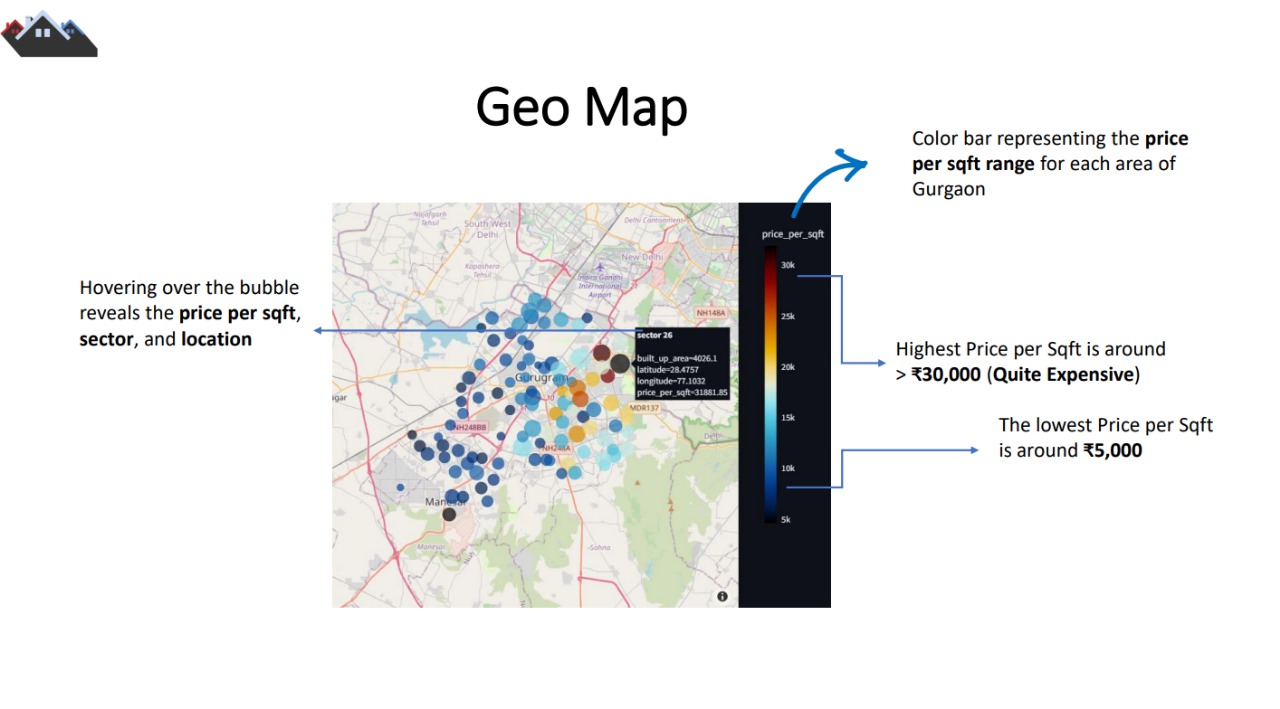 Geo Map
Color bar representing the price
per sqft range for each area of
Gurgaon
Hovering over the bubble
reveals the price per sqft,
sector, and location
Najafgarh
Tehsil
South West
Delhi
Delhi Cantonment
New Delhi
Kapashera
Tehsil
Indira Gandhi
International
Airport
NH148A
sector 26
built_up_area=4026.1
latitude=28.4757
longitude=77.1032
price_per_sqft=31881.85
Gurugram
MDR137
NH248BB
NH248A
Delhi
Manesar
Manesar
Sohna
price_per_sqft
30k
25k
20k
15k
10k
5k
Highest Price per Sqft is around
> ₹30,000 (Quite Expensive)
The lowest Price per Sqft
is around ₹5,000